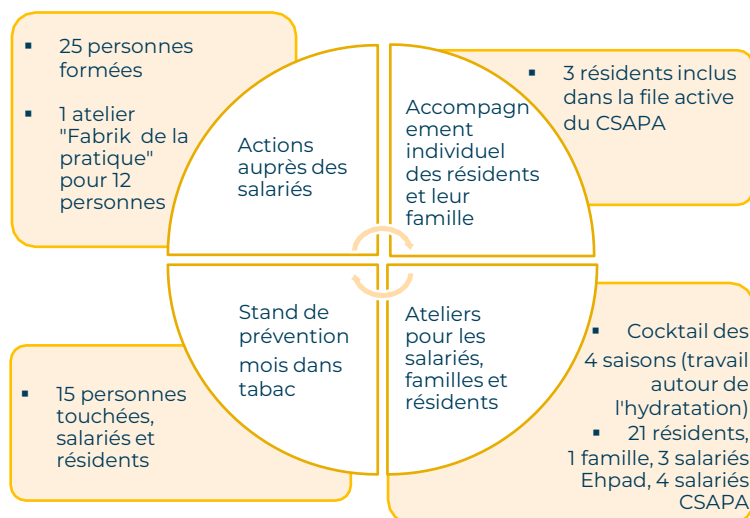 ▪ 25 personnes
formées
▪ 1 atelier
"Fabrik de la
pratique"
pour 12
personnes
Actions
auprès des
salariés
Accompagn
ement
individuel
des résidents
et leur
famille
▪ 3 résidents inclus
dans la file active
du CSAPA
Stand de
prévention
mois dans
tabac
▪ 15 personnes
touchées,
salariés et
résidents
Ateliers
pour les
salariés,
familles et
résidents
▪ Cocktail des
4 saisons (travail
autour de
l'hydratation)
▪ 21 résidents,
1 famille, 3 salariés
Ehpad, 4 salariés
CSAPA